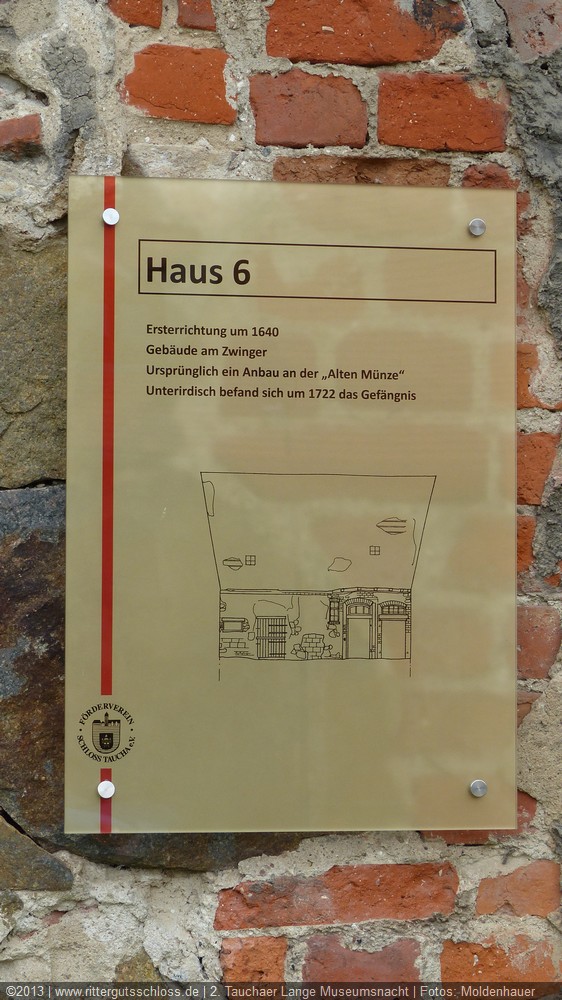 Haus 6
Ersterrichtung um 1640
Gebäude am Zwinger
Ursprünglich ein Anbau an der „Alten Münze“
Unterirdisch befand sich um 1722 das Gefängnis
· FÖRDERVEREIN ·
SCHLOSS TAUCHA e.V.
©2013 | www.rittergutsschloss.de | 2. Tauchaer Lange Museumsnacht | Fotos: Moldenhauer